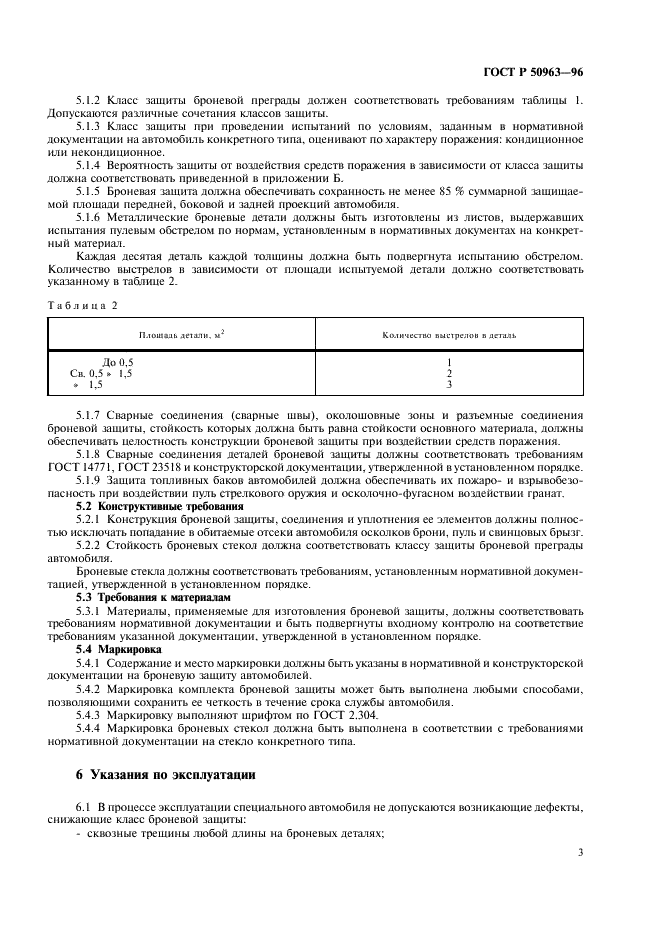 ГОСТ Р 50963—96
5.1.2 Класс защиты броневой преграды должен соответствовать требованиям таблицы 1.
Допускаются различные сочетания классов защиты.
5.1.3 Класс защиты при проведении испытаний по условиям, заданным в нормативной
документации на автомобиль конкретного типа, оценивают по характеру поражения: кондиционное
или некондиционное.
5.1.4 Вероятность защиты от воздействия средств поражения в зависимости от класса защиты
должна соответствовать приведенной в приложении Б.
5.1.5 Броневая защита должна обеспечивать сохранность не менее 85 % суммарной защищае-
мой площади передней, боковой и задней проекций автомобиля.
5.1.6 Металлические броневые детали должны быть изготовлены из листов, выдержавших
испытания пулевым обстрелом по нормам, установленным в нормативных документах на конкрет-
ный материал.
Каждая десятая деталь каждой толщины должна быть подвергнута испытанию обстрелом.
Количество выстрелов в зависимости от площади испытуемой детали должно соответствовать
указанному в таблице 2.
Таблица 2
Площадь детали, м² Количество выстрелов в деталь
До 0,5 1
Св. 0,5 » 1,5 2
» 1,5 3
5.1.7 Сварные соединения (сварные швы), околошовные зоны и разъемные соединения
броневой защиты, стойкость которых должна быть равна стойкости основного материала, должны
обеспечивать целостность конструкции броневой защиты при воздействии средств поражения.
5.1.8 Сварные соединения деталей броневой защиты должны соответствовать требованиям
ГОСТ 14771, ГОСТ 23518 и конструкторской документации, утвержденной в установленном порядке.
5.1.9 Защита топливных баков автомобилей должна обеспечивать их пожаро- и взрывобезо-
пасность при воздействии пуль стрелкового оружия и осколочно-фугасном воздействии гранат.
5.2 Конструктивные требования
5.2.1 Конструкция броневой защиты, соединения и уплотнения ее элементов должны полнос-
тью исключать попадание в обитаемые отсеки автомобиля осколков брони, пуль и свинцовых брызг.
5.2.2 Стойкость броневых стекол должна соответствовать классу защиты броневой преграды
автомобиля.
Броневые стекла должны соответствовать требованиям, установленным нормативной докумен-
тацией, утвержденной в установленном порядке.
5.3 Требования к материалам
5.3.1 Материалы, применяемые для изготовления броневой защиты, должны соответствовать
требованиям нормативной документации и быть подвергнуты входному контролю на соответствие
требованиям указанной документации, утвержденной в установленном порядке.
5.4 Маркировка
5.4.1 Содержание и место маркировки должны быть указаны в нормативной и конструкторской
документации на броневую защиту автомобилей.
5.4.2 Маркировка комплекта броневой защиты может быть выполнена любыми способами,
позволяющими сохранить ее четкость в течение срока службы автомобиля.
5.4.3 Маркировку выполняют шрифтом по ГОСТ 2.304.
5.4.4 Маркировка броневых стекол должна быть выполнена в соответствии с требованиями
нормативной документации на стекло конкретного типа.
6 Указания по эксплуатации
6.1 В процессе эксплуатации специального автомобиля не допускаются возникающие дефекты,
снижающие класс броневой защиты:
- сквозные трещины любой длины на броневых деталях;
3